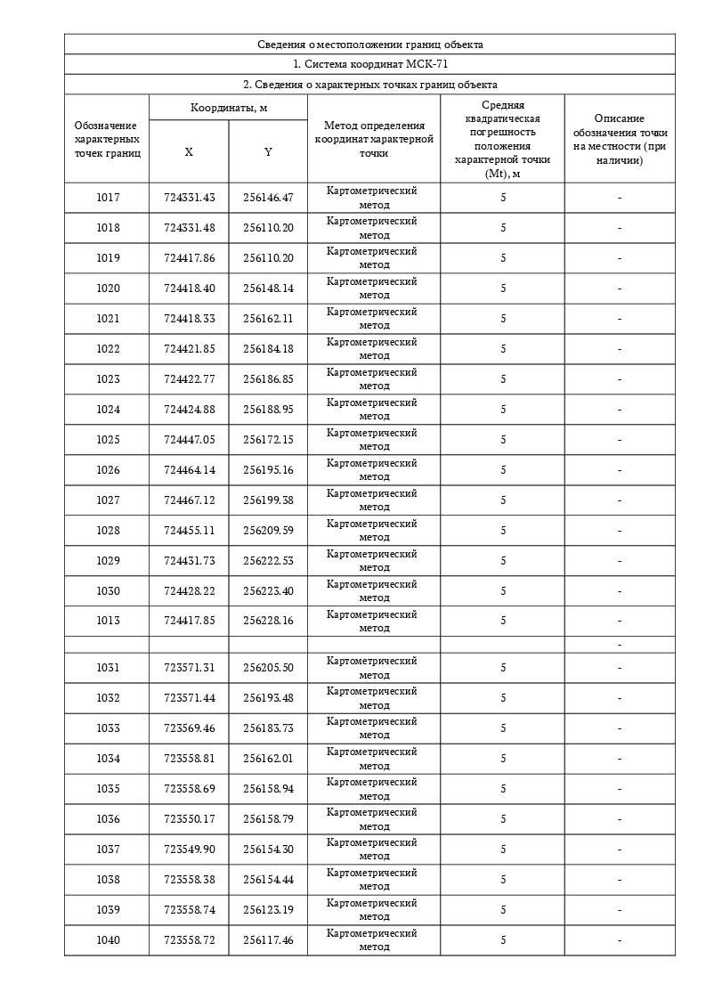 Сведения о местоположении границ объекта
1. Система координат МСК-71
2. Сведения о характерных точках границ объекта
Обозначение
характерных
точек границ
Координаты, м
X Y
Метод определения
координат характерной
точки
Средняя
квадратическая
погрешность
положения
характерной точки
(Mt), м
Описание
обозначения точки
на местности (при
наличии)
1017 724331.43 256146.47 Картометрический
метод 5 -
1018 724331.48 256110.20 Картометрический
метод 5 -
1019 724417.86 256110.20 Картометрический
метод 5 -
1020 724418.40 256148.14 Картометрический
метод 5 -
1021 724418.33 256162.11 Картометрический
метод 5 -
1022 724421.85 256184.18 Картометрический
метод 5 -
1023 724422.77 256186.85 Картометрический
метод 5 -
1024 724424.88 256188.95 Картометрический
метод 5 -
1025 724447.05 256172.15 Картометрический
метод 5 -
1026 724464.14 256195.16 Картометрический
метод 5 -
1027 724467.12 256199.38 Картометрический
метод 5 -
1028 724455.11 256209.59 Картометрический
метод 5 -
1029 724431.73 256222.53 Картометрический
метод 5 -
1030 724428.22 256223.40 Картометрический
метод 5 -
1013 724417.85 256228.16 Картометрический
метод 5 -
-
1031 723571.31 256205.50 Картометрический
метод 5 -
1032 723571.44 256193.48 Картометрический
метод 5 -
1033 723569.46 256183.73 Картометрический
метод 5 -
1034 723558.81 256162.01 Картометрический
метод 5 -
1035 723558.69 256158.94 Картометрический
метод 5 -
1036 723550.17 256158.79 Картометрический
метод 5 -
1037 723549.90 256154.30 Картометрический
метод 5 -
1038 723558.38 256154.44 Картометрический
метод 5 -
1039 723558.74 256123.19 Картометрический
метод 5 -
1040 723558.72 256117.46 Картометрический
метод 5 -